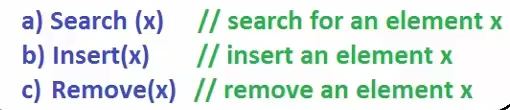 a) Search (x) // search for an element x
b) Insert(x) // insert an element x
c) Remove(x) // remove an element x